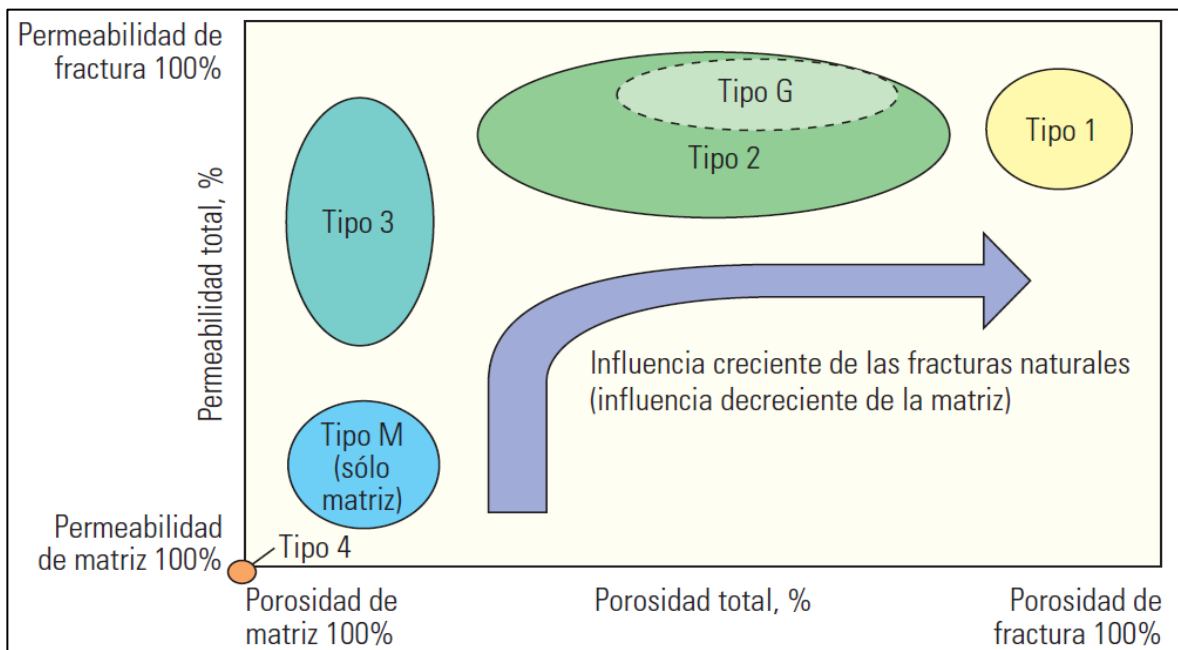 Permeabilidad de
fractura 100%
Permeabilidad total, %
Tipo G
Tipo 2
Tipo 1
Tipo 3
Influencia creciente de las fracturas naturales
(influencia decreciente de la matriz)
Tipo M
(sólo
matriz)
Permeabilidad
de matriz 100%
Tipo 4
Porosidad de
matriz 100%
Porosidad total, %
Porosidad de
fractura 100%